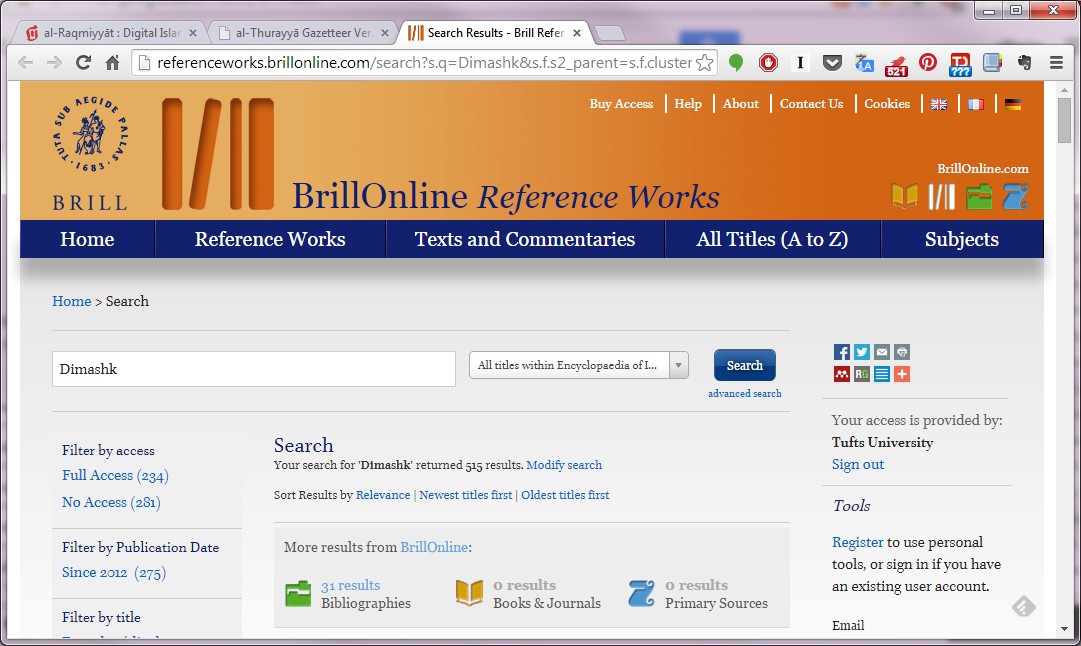 al-Raqmiyyāt : Digital Islar
al-Thurayyā Gazetteer Ver.
Search Results - Brill Refer
referenceworks.brillonline.com/search?s.q=Dimashk&s.f.s2_parent=s.f.cluster
521
???
TUTA SUB AEGIDE PALLAS
1683
BRILL
Buy Access
Help
About
Contact Us
Cookies
BrillOnline.com
BrillOnline Reference Works
Home
Reference Works
Texts and Commentaries
All Titles (A to Z)
Subjects
Home > Search
Dimashk
All titles within Encyclopaedia of I...
Search
advanced search
RG
Your access is provided by:
Tufts University
Sign out
Tools
Register to use personal
tools, or sign in if you have
an existing user account.
Email
Filter by access
Full Access (234)
No Access (281)
Filter by Publication Date
Since 2012 (275)
Filter by title
Search
Your search for 'Dimashk' returned 515 results. Modify search
Sort Results by Relevance | Newest titles first | Oldest titles first
More results from BrillOnline:
31 results
Bibliographies
0 results
Books & Journals
0 results
Primary Sources